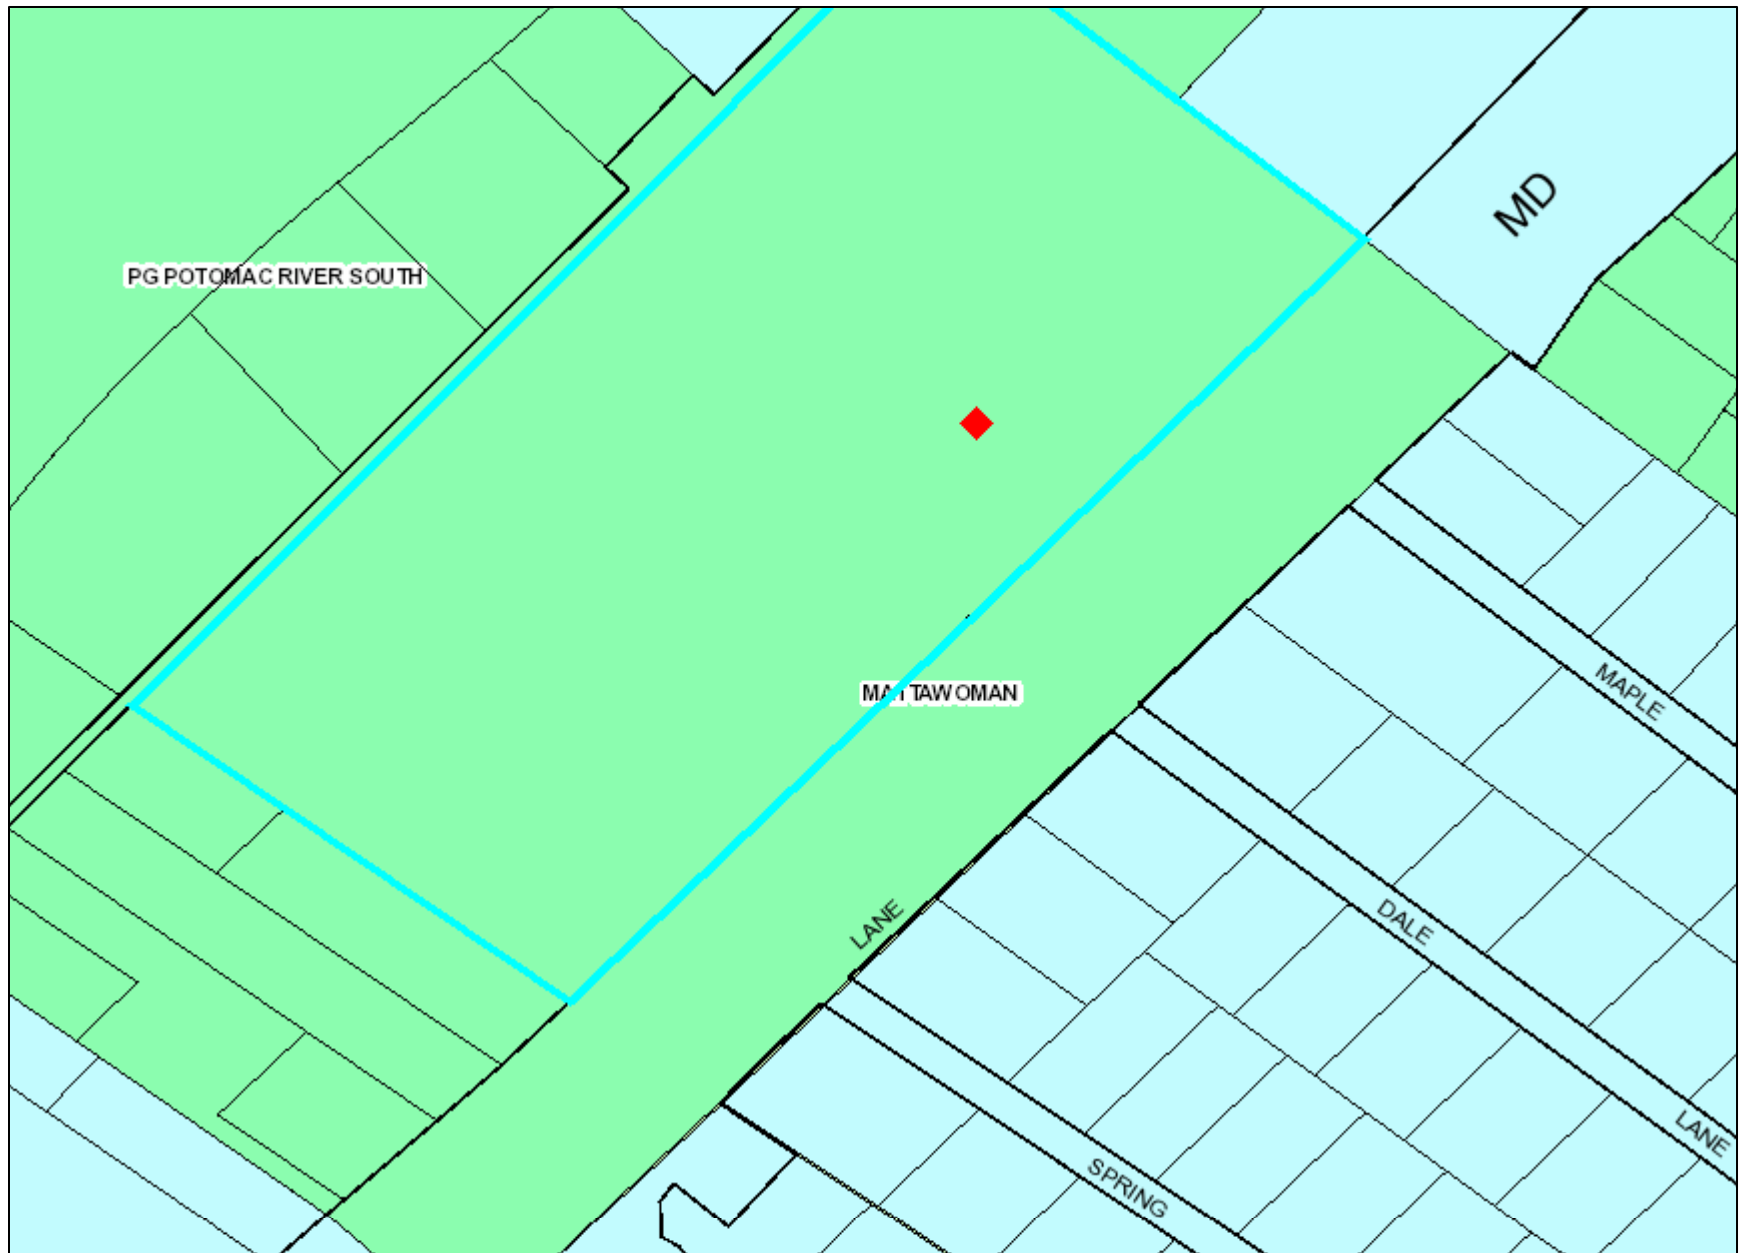 MD
PG POTOMAC RIVER SOUTH
MATTAWOMAN
MAPLE
LANE
DALE
LANE
SPRING